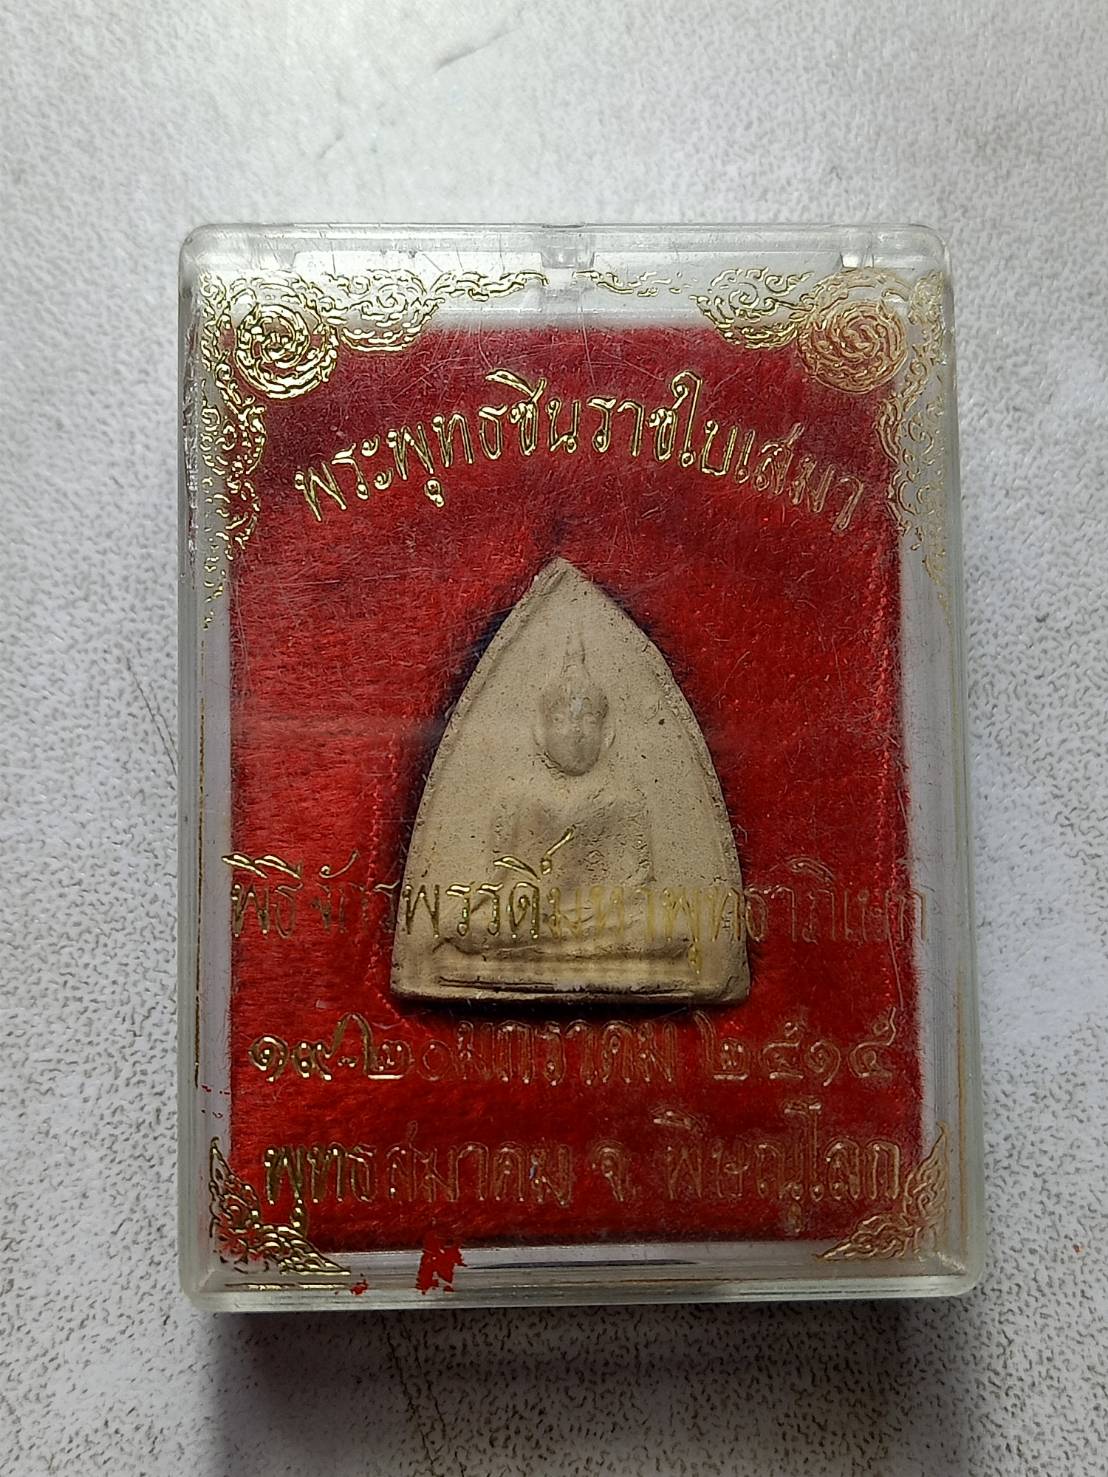 พระพุทธชินราชใบเสมา
พิธีจักรพรรดิ์มหาพุทธาภิเษก
๑๙-๒๐ มกราคม ๒๕๑๕
พุทธสมาคม จ. พิษณุโลก